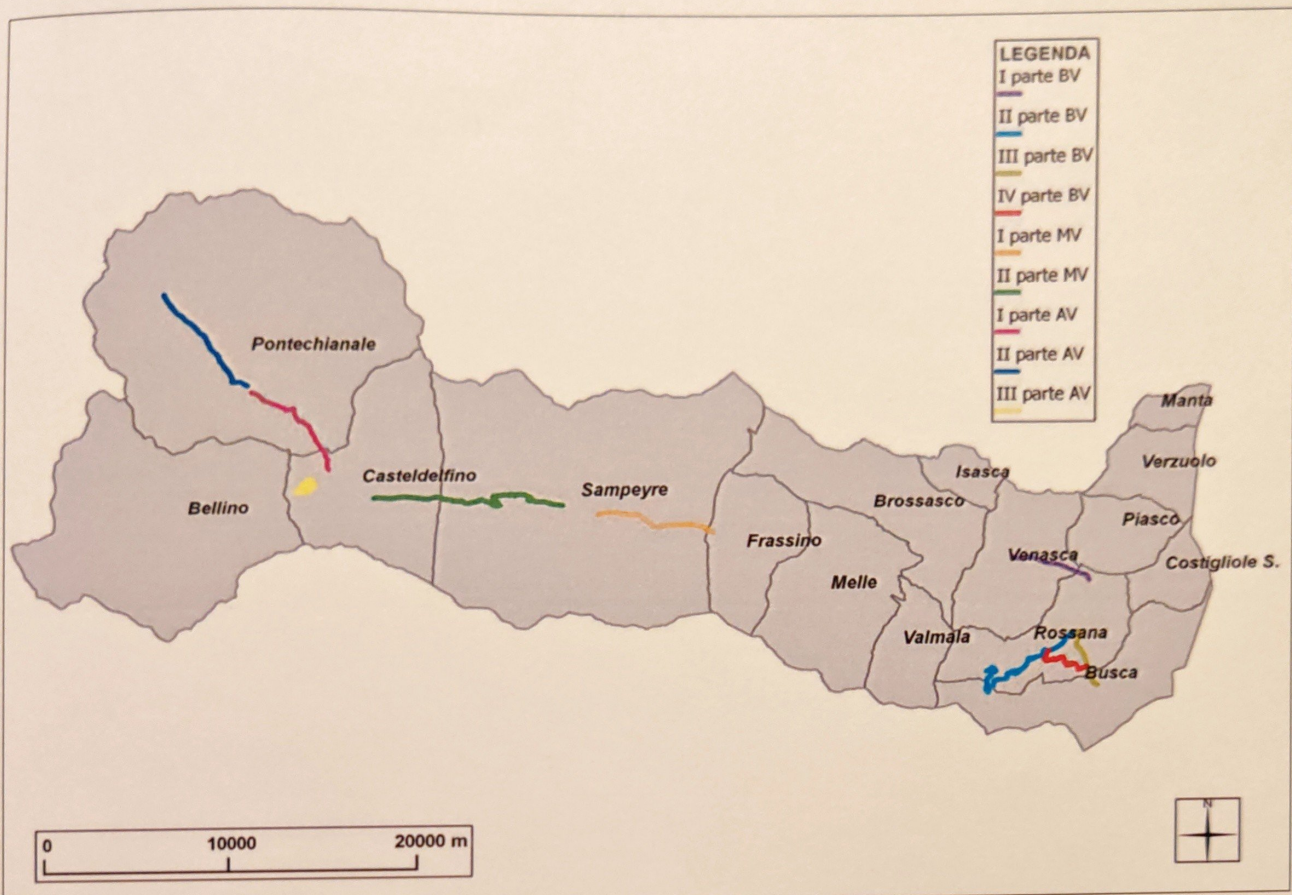 LEGENDA
I parte BV
II parte BV
III parte BV
IV parte BV
I parte MV
II parte MV
I parte AV
II parte AV
III parte AV
Pontechianale
Manta
Verzuolo
Isasca
Casteldelfino
Sampeyre
Brossasco
Bellino
Piasco
Frassino
Venasca
Costigliole S.
Melle
Valmala
Rossana
Busca
N
0 10000 20000 m